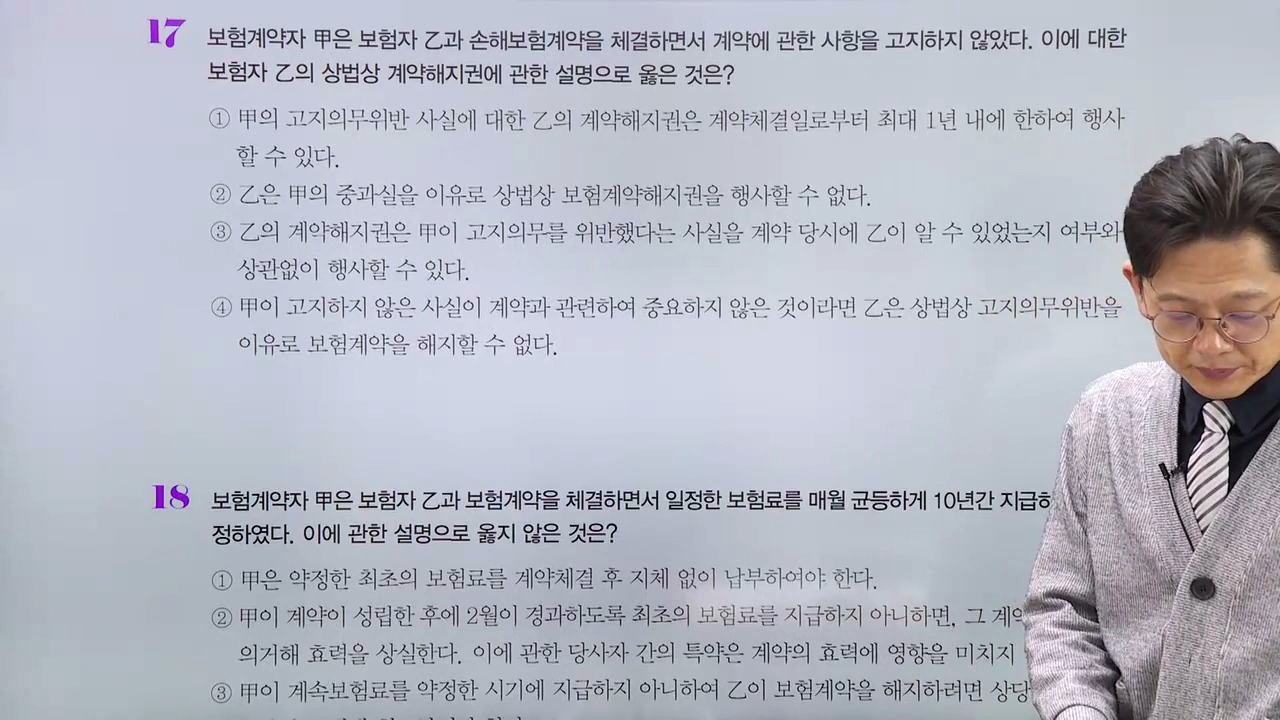 17 보험계약자 甲은 보험자 乙과 손해보험계약을 체결하면서 계약에 관한 사항을 고지하지 않았다. 이에 대한
보험자 乙의 상법상 계약해지권에 관한 설명으로 옳은 것은?
① 甲의 고지의무위반 사실에 대한 乙의 계약해지권은 계약체결일로부터 최대 1년 내에 한하여 행사
할 수 있다.
② 乙은 甲의 중과실을 이유로 상법상 보험계약해지권을 행사할 수 없다.
③ 乙의 계약해지권은 甲이 고지의무를 위반했다는 사실을 계약 당시에 乙이 알 수 있었는지 여부와
상관없이 행사할 수 있다.
④ 甲이 고지하지 않은 사실이 계약과 관련하여 중요하지 않은 것이라면 乙은 상법상 고지의무위반을
이유로 보험계약을 해지할 수 없다.
18 보험계약자 甲은 보험자 乙과 보험계약을 체결하면서 일정한 보험료를 매월 균등하게 10년간 지급하
정하였다. 이에 관한 설명으로 옳지 않은 것은?
① 甲은 약정한 최초의 보험료를 계약체결 후 지체 없이 납부하여야 한다.
② 甲이 계약이 성립한 후에 2월이 경과하도록 최초의 보험료를 지급하지 아니하면, 그 계약
의거해 효력을 상실한다. 이에 관한 당사자 간의 특약은 계약의 효력에 영향을 미치지
③ 甲이 계속보험료를 약정한 시기에 지급하지 아니하여 乙이 보험계약을 해지하려면 상당